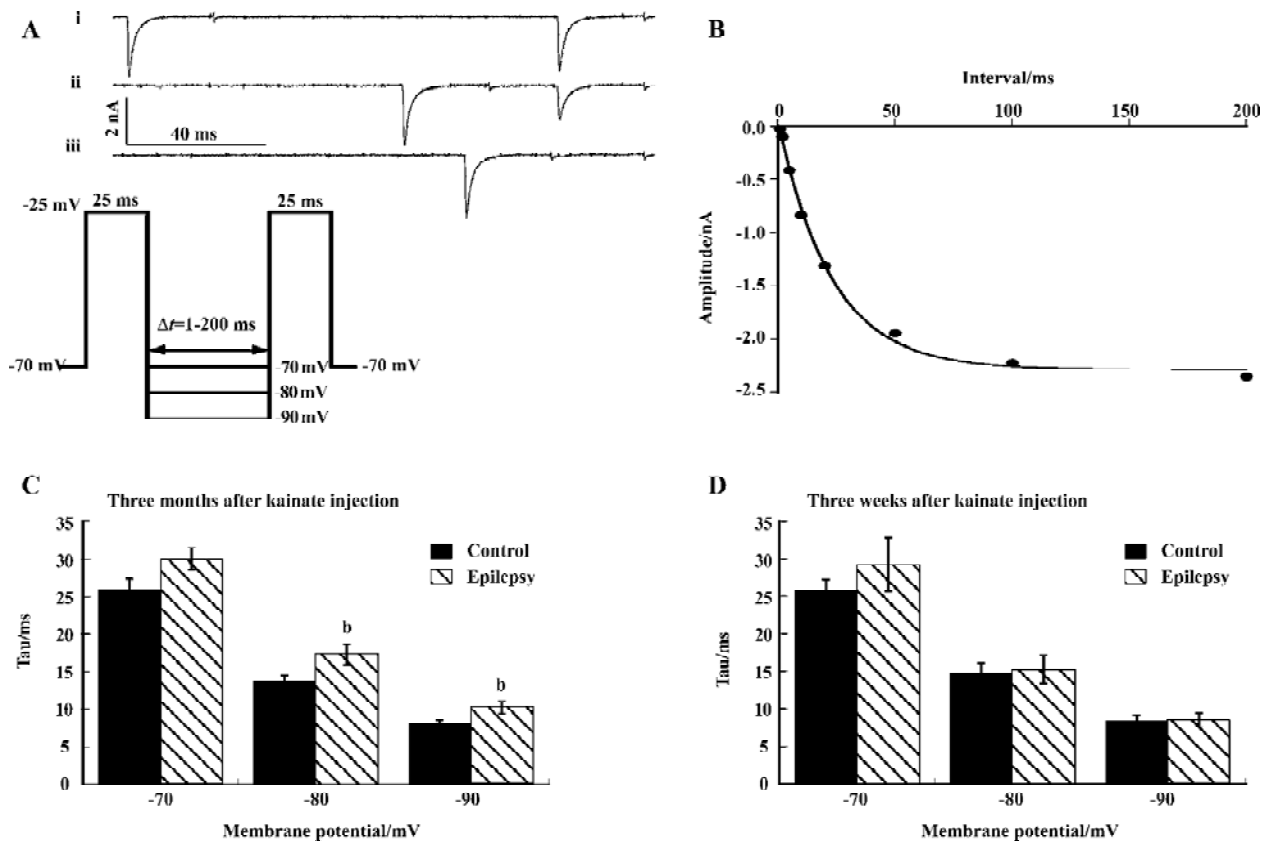 A
i
ii
iii
2 nA
40 ms
-25 mV
25 ms
25 ms
Δt=1-200 ms
-70 mV
-70 mV
-70 mV
-80 mV
-90 mV
B
Interval/ms
0 50 100 150 200
0.0
-0.5
-1.0
-1.5
-2.0
-2.5
Amplitude/nA
C
Three months after kainate injection
35
30
25
20
15
10
5
0
Tau/ms
Control
Epilepsy
b
b
-70 -80 -90
Membrane potential/mV
D
Three weeks after kainate injection
35
30
25
20
15
10
5
0
Tau/ms
Control
Epilepsy
-70 -80 -90
Membrane potential/mV